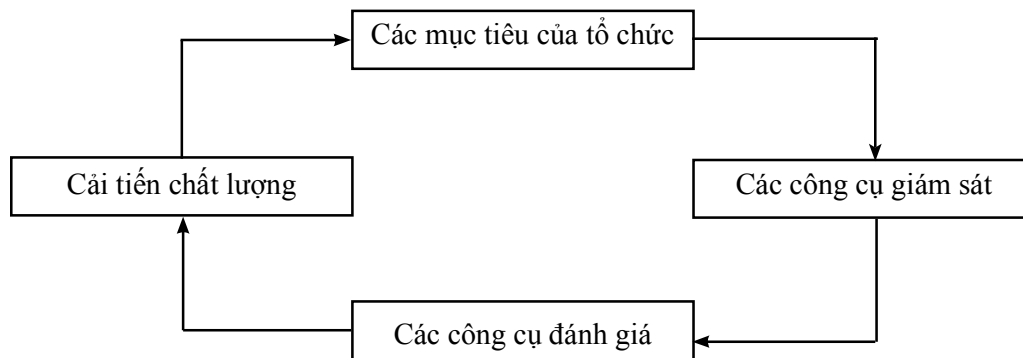 Các mục tiêu của tổ chức
Cải tiến chất lượng
Các công cụ giám sát
Các công cụ đánh giá